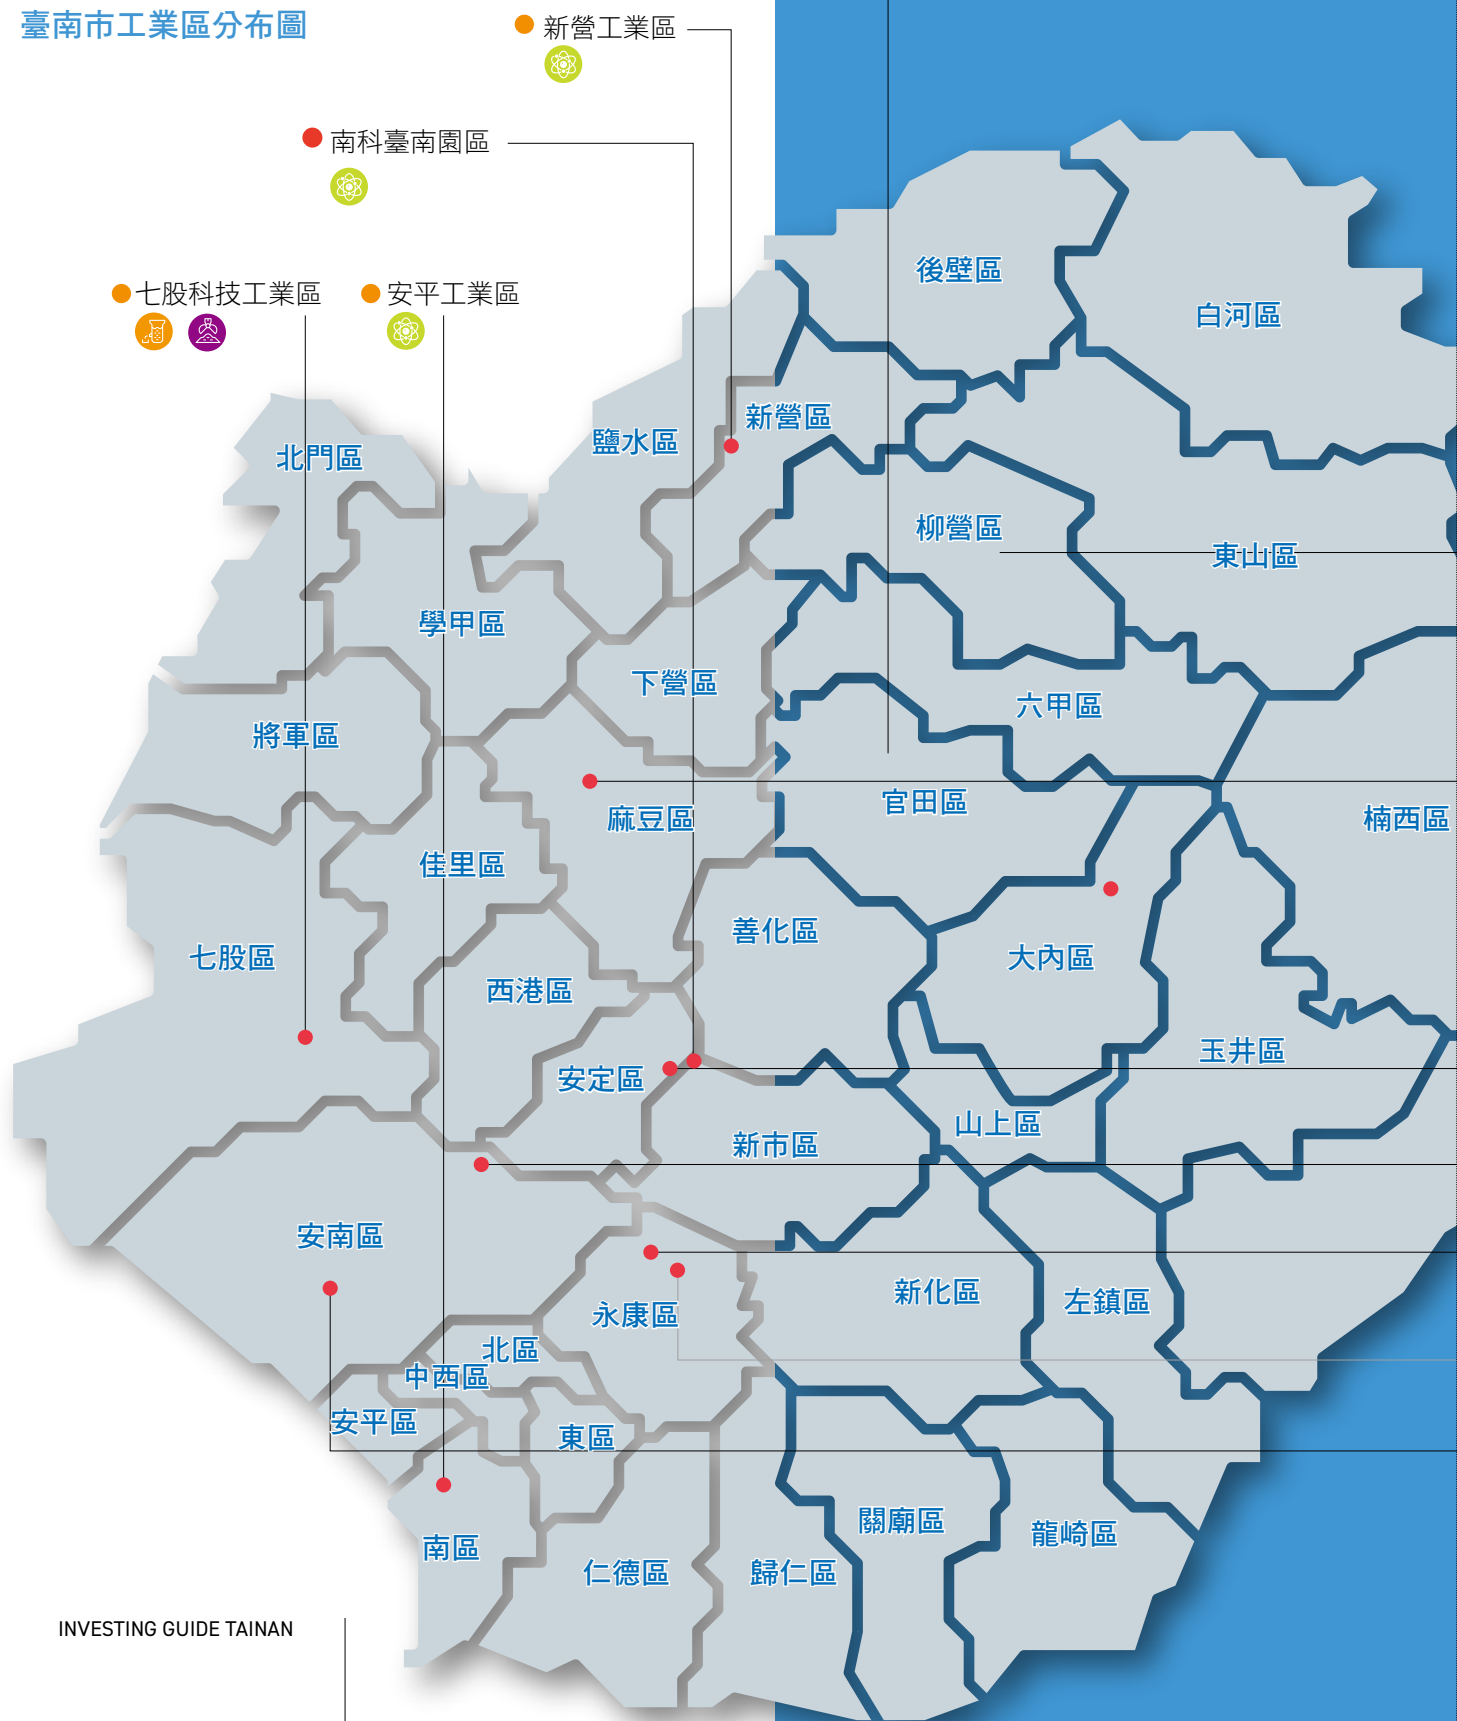 臺南市工業區分布圖
新營工業區
南科臺南園區
七股科技工業區
安平工業區
後壁區
白河區
新營區
鹽水區
北門區
柳營區
東山區
學甲區
下營區
六甲區
將軍區
官田區
麻豆區
楠西區
佳里區
善化區
七股區
大內區
西港區
玉井區
安定區
山上區
新市區
安南區
新化區
左鎮區
永康區
北區
中西區
安平區
東區
關廟區
龍崎區
南區
仁德區
歸仁區
INVESTING GUIDE TAINAN